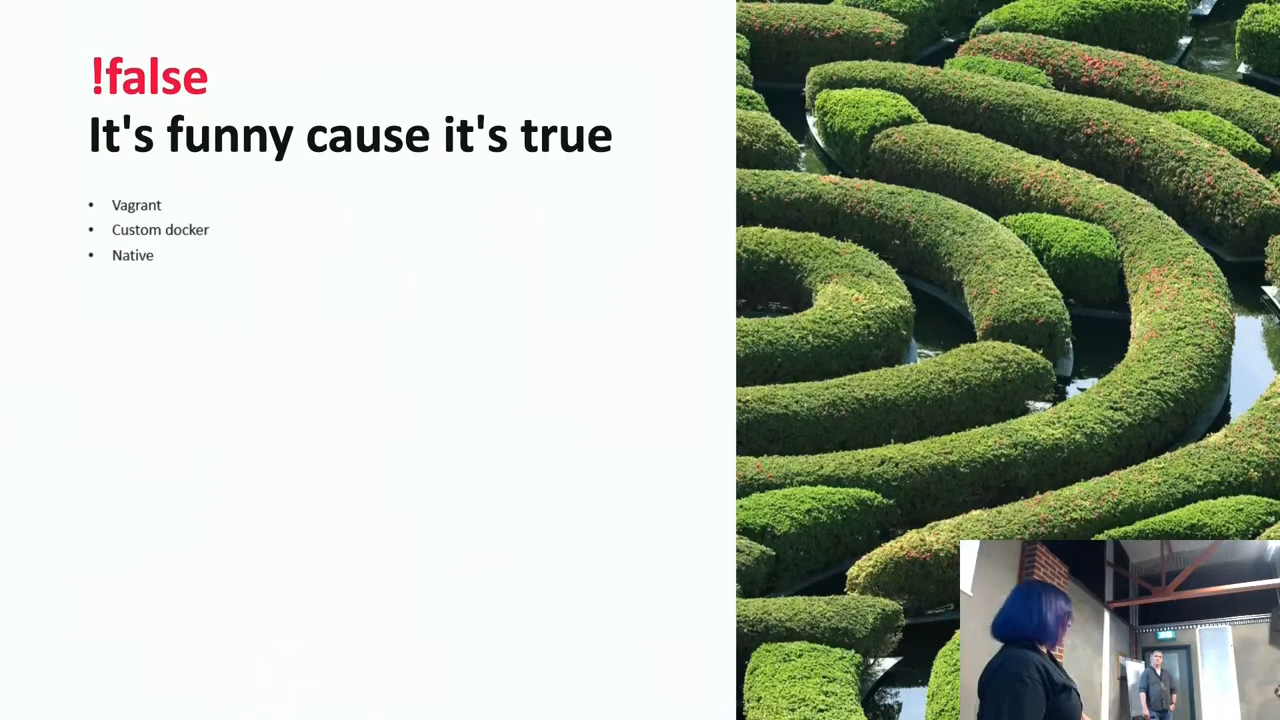 !false
It's funny cause it's true
• Vagrant
• Custom docker
• Native